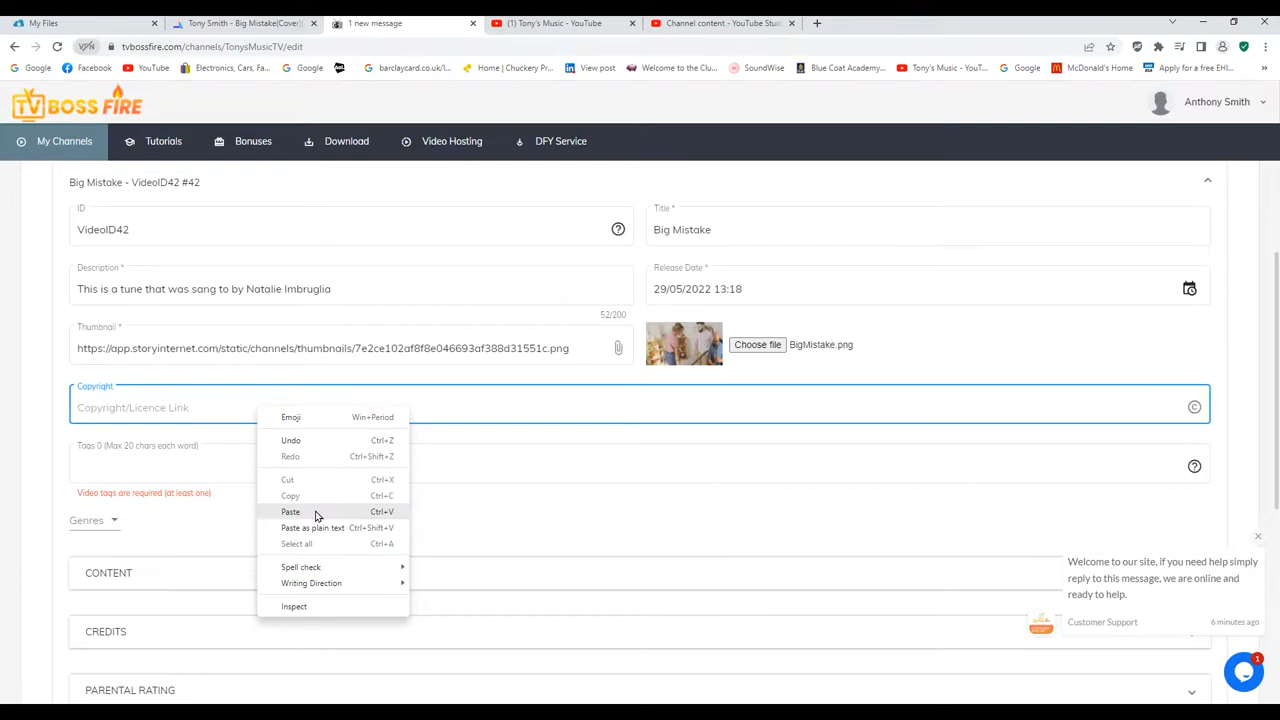 My Files
Tony Smith - Big Mistake(Cover)
1 new message
(1) Tony's Music - YouTube
Channel content - YouTube Stud
VPN
tvbossfire.com/channels/TonysMusicTV/edit
Google
Facebook
YouTube
Electronics, Cars, Fa...
Google
barclaycard.co.uk/l...
Home | Chuckery Pr...
View post
Welcome to the Clu...
SoundWise
Blue Coat Academy...
Tony's Music - YouT...
Google
McDonald's Home
Apply for a free EHI...
TV BOSS FIRE
Anthony Smith
My Channels
Tutorials
Bonuses
Download
Video Hosting
DFY Service
Big Mistake - VideoID42 #42
ID
VideoID42
Title *
Big Mistake
Description *
This is a tune that was sang to by Natalie Imbruglia
52/200
Release Date *
29/05/2022 13:18
Thumbnail *
https://app.storyinternet.com/static/channels/thumbnails/7e2ce102af8f8e046693af388d31551c.png
Choose file BigMistake.png
Copyright
Copyright/Licence Link
Tags 0 (Max 20 chars each word)
Video tags are required (at least one)
Genres
Emoji Win+Period
Undo Ctrl+Z
Redo Ctrl+Shift+Z
Cut Ctrl+X
Copy Ctrl+C
Paste Ctrl+V
Paste as plain text Ctrl+Shift+V
Select all Ctrl+A
Spell check
Writing Direction
Inspect
CONTENT
CREDITS
PARENTAL RATING
Welcome to our site, if you need help simply
reply to this message, we are online and
ready to help.
Customer Support 6 minutes ago
1